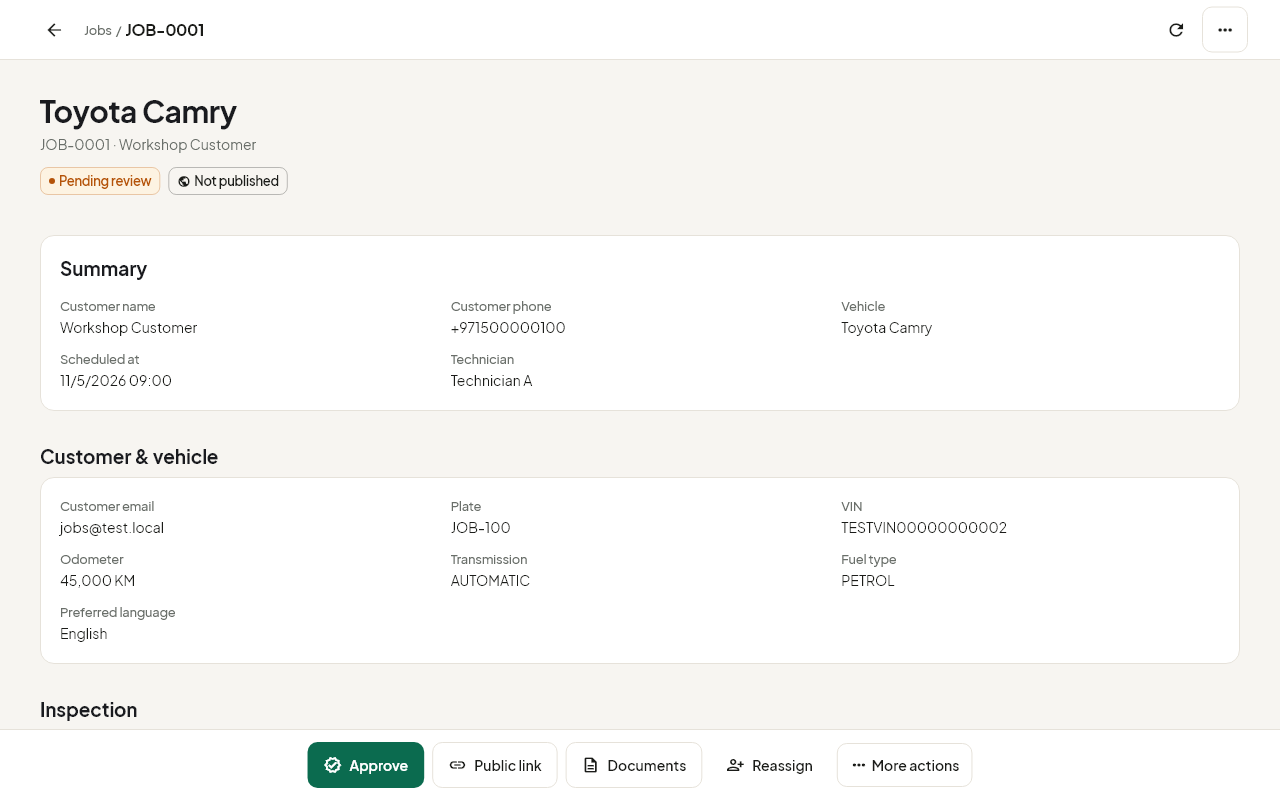 Jobs / JOB-0001
Toyota Camry
JOB-0001 · Workshop Customer
Pending review
Not published
Summary
Customer name
Customer phone
Vehicle
Workshop Customer
+971500000100
Toyota Camry
Scheduled at
Technician
11/5/2026 09:00
Technician A
Customer & vehicle
Customer email
Plate
VIN
jobs@test.local
JOB-100
TESTVIN00000000002
Odometer
Transmission
Fuel type
45,000 KM
AUTOMATIC
PETROL
Preferred language
English
Inspection
Approve
Public link
Documents
Reassign
More actions